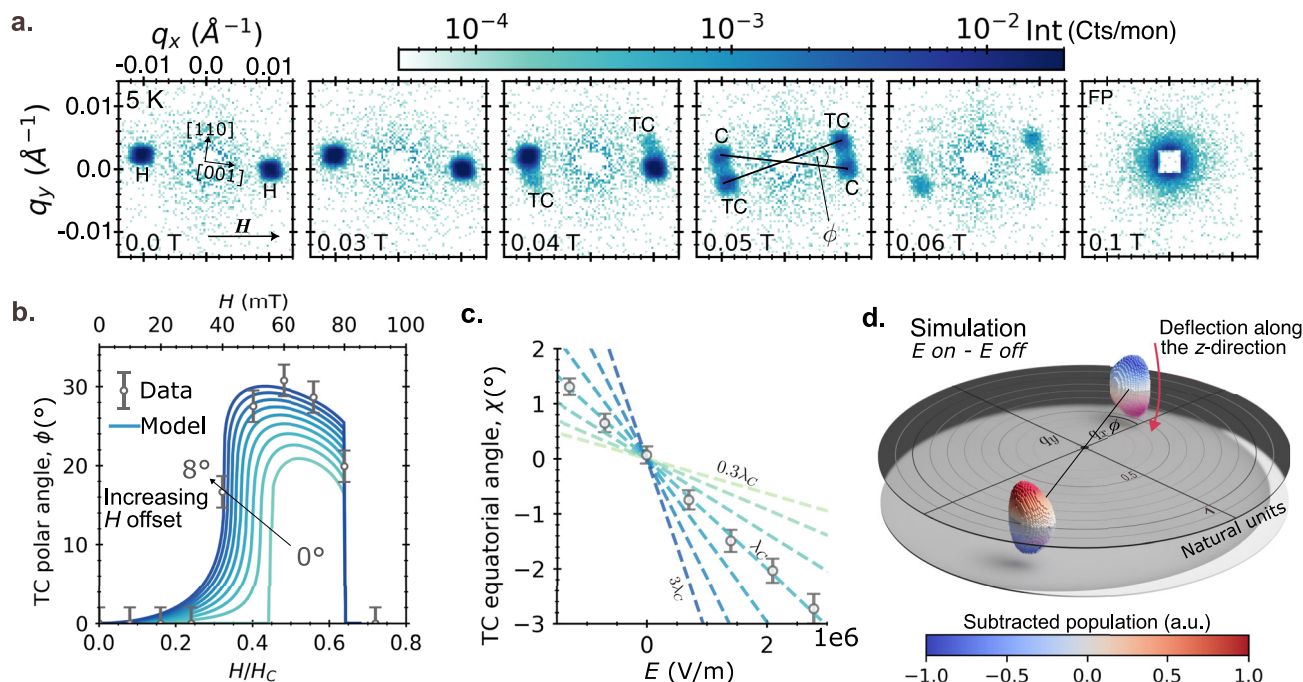 a.
q_x (Å⁻¹)
-0.01 0.0 0.01
10⁻⁴ 10⁻³ 10⁻² Int (Cts/mon)
q_y (Å⁻¹)
0.01
0.0
-0.01
5 K
[110]
[001]
H
H
H
0.0 T
0.03 T
TC
TC
0.04 T
C
TC
TC
C
ϕ
0.05 T
0.06 T
FP
0.1 T
b.
H (mT)
0 20 40 60 80 100
TC polar angle, ϕ(°)
30
20
10
0
Data
Model
8°
Increasing
H offset
0°
0.0 0.2 0.4 0.6 0.8
H/H_C
c.
TC equatorial angle, χ(°)
2
1
0
−1
−2
−3
0.3λ_C
λ_C
3λ_C
0 2 1e6
E (V/m)
d.
Simulation
E on - E off
Deflection along
the z-direction
q_y
q_x
ϕ
0.5
1
Natural units
Subtracted population (a.u.)
−1.0 −0.5 0.0 0.5 1.0